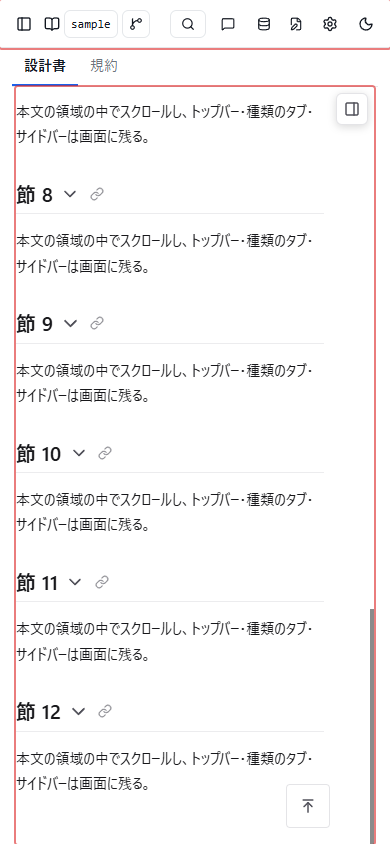 sample
設計書 規約
本文の領域の中でスクロールし、トップバー・種類のタブ・
サイドバーは画面に残る。
節 8
本文の領域の中でスクロールし、トップバー・種類のタブ・
サイドバーは画面に残る。
節 9
本文の領域の中でスクロールし、トップバー・種類のタブ・
サイドバーは画面に残る。
節 10
本文の領域の中でスクロールし、トップバー・種類のタブ・
サイドバーは画面に残る。
節 11
本文の領域の中でスクロールし、トップバー・種類のタブ・
サイドバーは画面に残る。
節 12
本文の領域の中でスクロールし、トップバー・種類のタブ・
サイドバーは画面に残る。